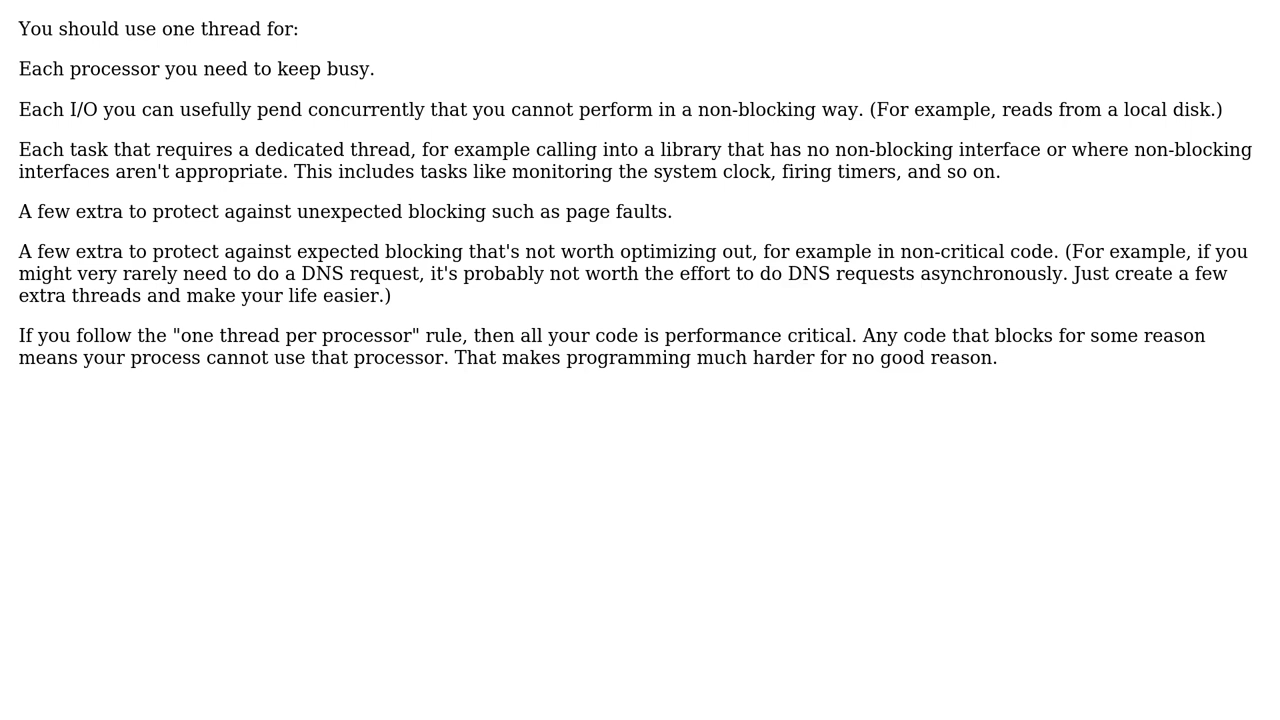 You should use one thread for:
Each processor you need to keep busy.
Each I/O you can usefully pend concurrently that you cannot perform in a non-blocking way. (For example, reads from a local disk.)
Each task that requires a dedicated thread, for example calling into a library that has no non-blocking interface or where non-blocking
interfaces aren't appropriate. This includes tasks like monitoring the system clock, firing timers, and so on.
A few extra to protect against unexpected blocking such as page faults.
A few extra to protect against expected blocking that's not worth optimizing out, for example in non-critical code. (For example, if you
might very rarely need to do a DNS request, it's probably not worth the effort to do DNS requests asynchronously. Just create a few
extra threads and make your life easier.)
If you follow the "one thread per processor" rule, then all your code is performance critical. Any code that blocks for some reason
means your process cannot use that processor. That makes programming much harder for no good reason.